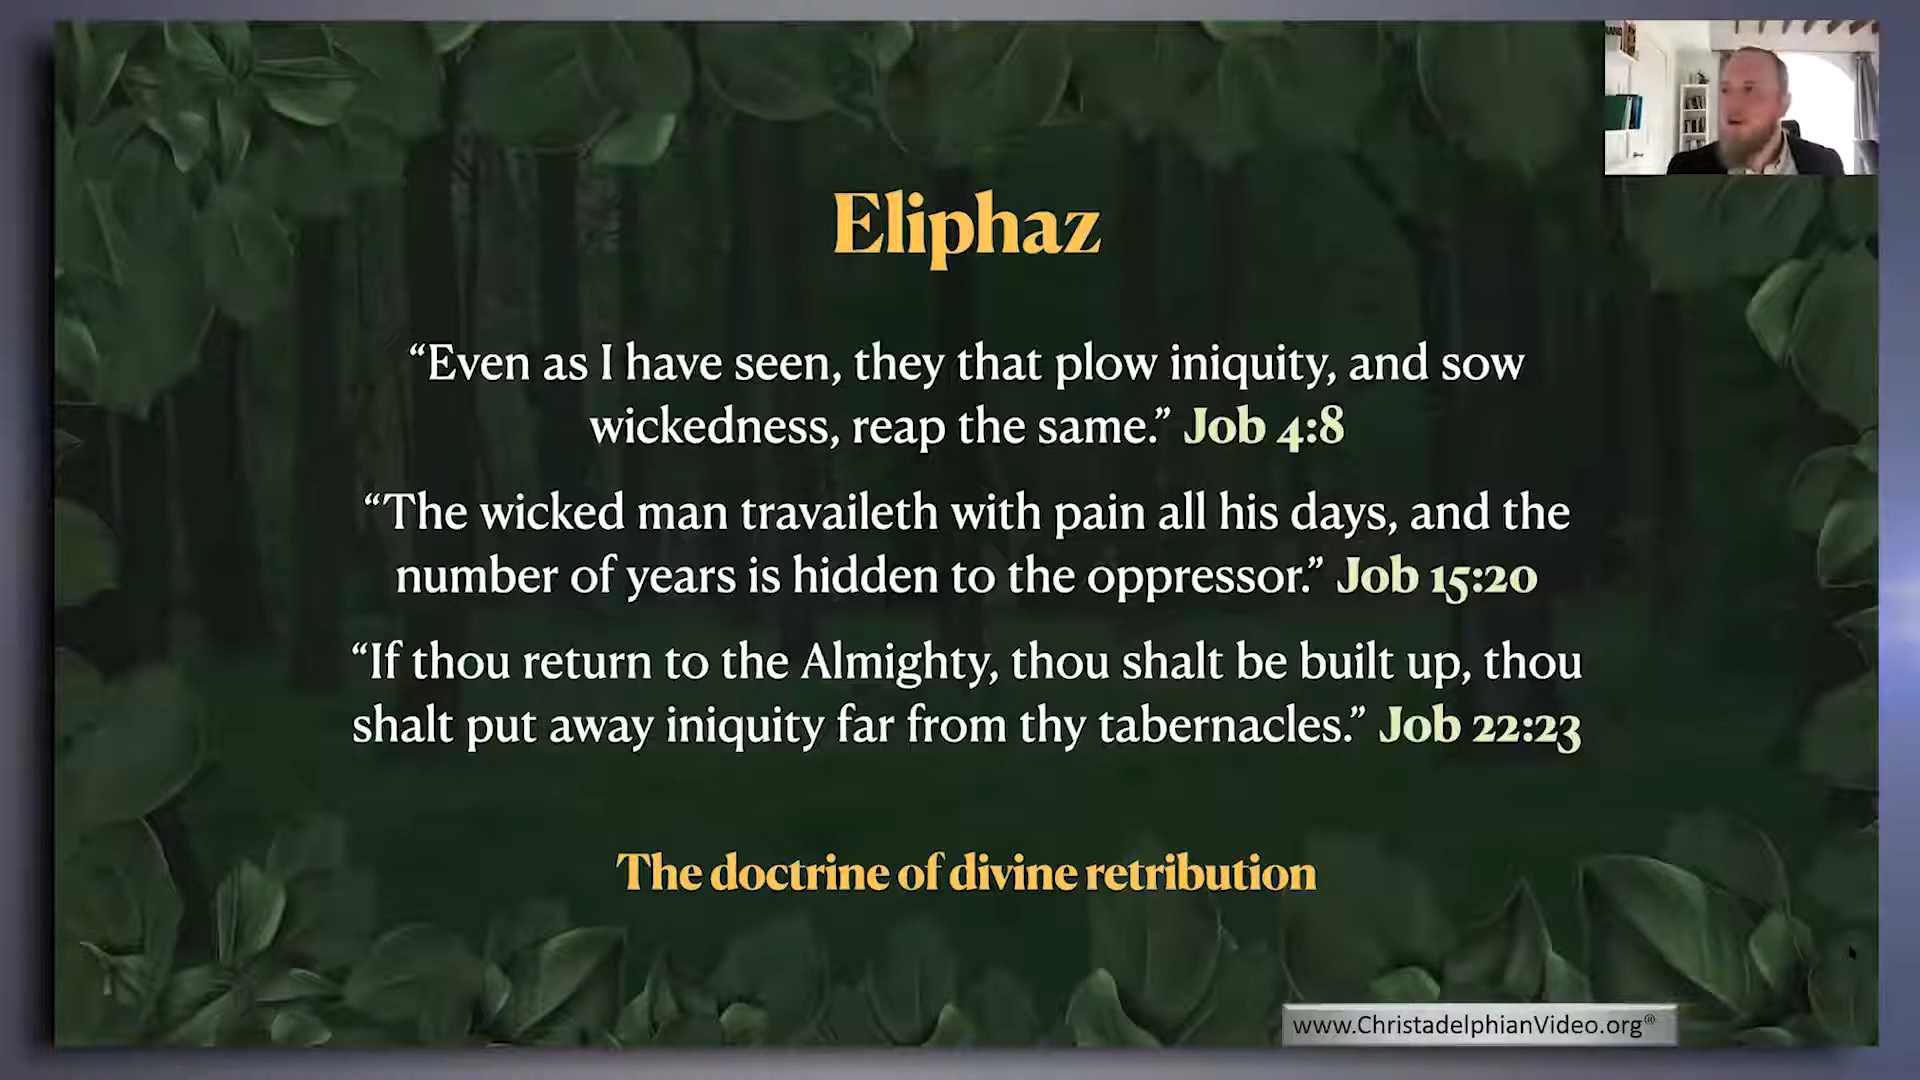 Eliphaz
“Even as I have seen, they that plow iniquity, and sow
wickedness, reap the same.” Job 4:8
“The wicked man travaileth with pain all his days, and the
number of years is hidden to the oppressor.” Job 15:20
“If thou return to the Almighty, thou shalt be built up, thou
shalt put away iniquity far from thy tabernacles.” Job 22:23
The doctrine of divine retribution
www.ChristadelphianVideo.org®